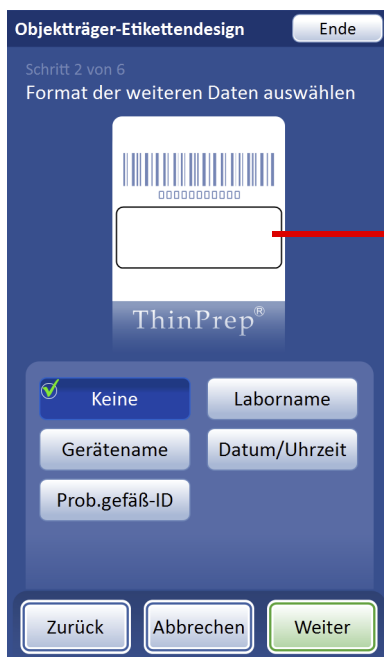 Objektträger-Etikettendesign Ende
Schritt 2 von 6
Format der weiteren Daten auswählen
00000000000
ThinPrep®
Keine Laborname
Gerätename Datum/Uhrzeit
Prob.gefäß-ID
Zurück Abbrechen Weiter